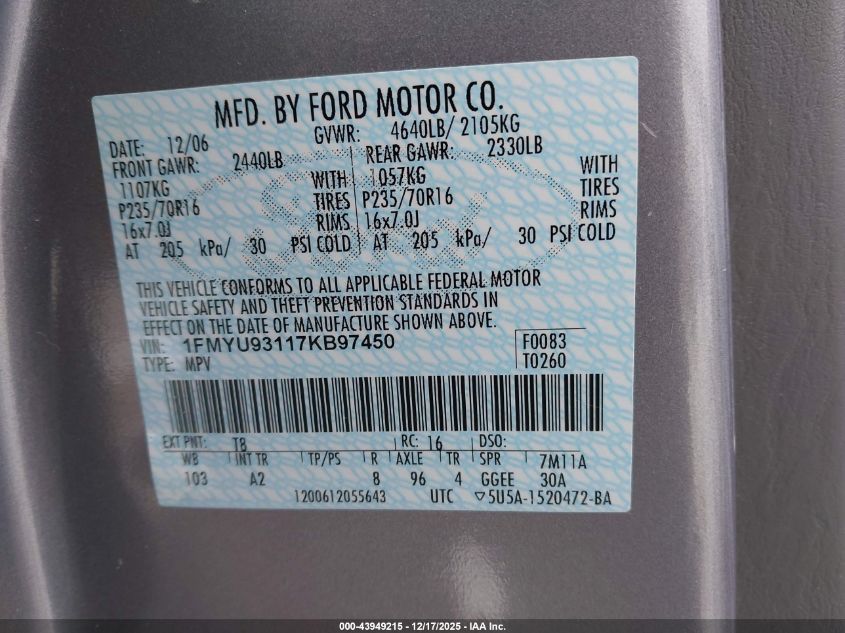 MFD. BY FORD MOTOR CO.
DATE: 12/06 GVWR: 4640LB/ 2105KG
FRONT GAWR: 2440LB REAR GAWR: 2330LB
1107KG WITH 1057KG WITH
P235/70R16 TIRES P235/70R16 TIRES
16x7.0J RIMS 16x7.0J RIMS
AT 205 kPa/ 30 PSI COLD AT 205 kPa/ 30 PSI COLD
THIS VEHICLE CONFORMS TO ALL APPLICABLE FEDERAL MOTOR
VEHICLE SAFETY AND THEFT PREVENTION STANDARDS IN
EFFECT ON THE DATE OF MANUFACTURE SHOWN ABOVE.
VIN: 1FMYU93117KB97450 F0083
TYPE: MPV T0260
EXT PNT: T8 RC: 16 DSO:
WB INT TR TP/PS R AXLE TR SPR 7M11A
103 A2 8 96 4 GGEE 30A
1200612055643 UTC ▽5U5A-1520472-BA
000-43949215 - 12/17/2025 - IAA Inc.